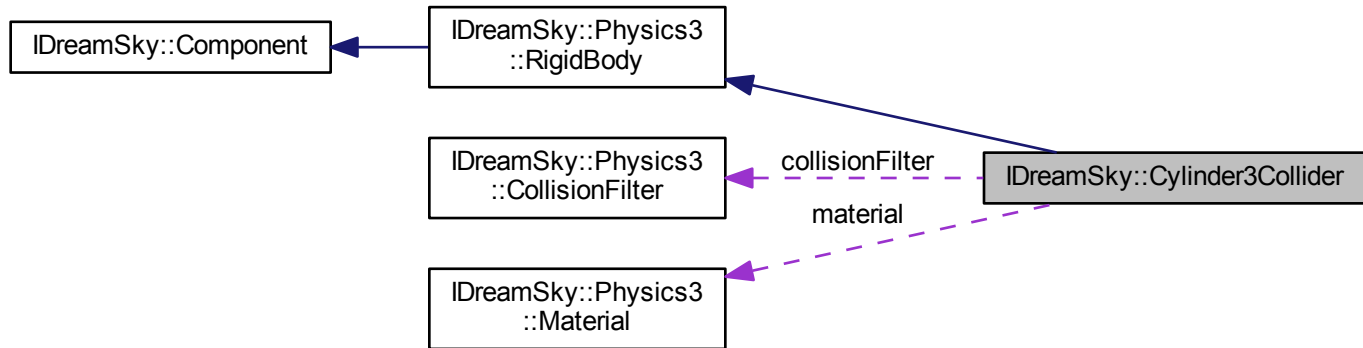 IDreamSky::Component
IDreamSky::Physics3
::RigidBody
IDreamSky::Physics3
::CollisionFilter
collisionFilter
IDreamSky::Cylinder3Collider
material
IDreamSky::Physics3
::Material